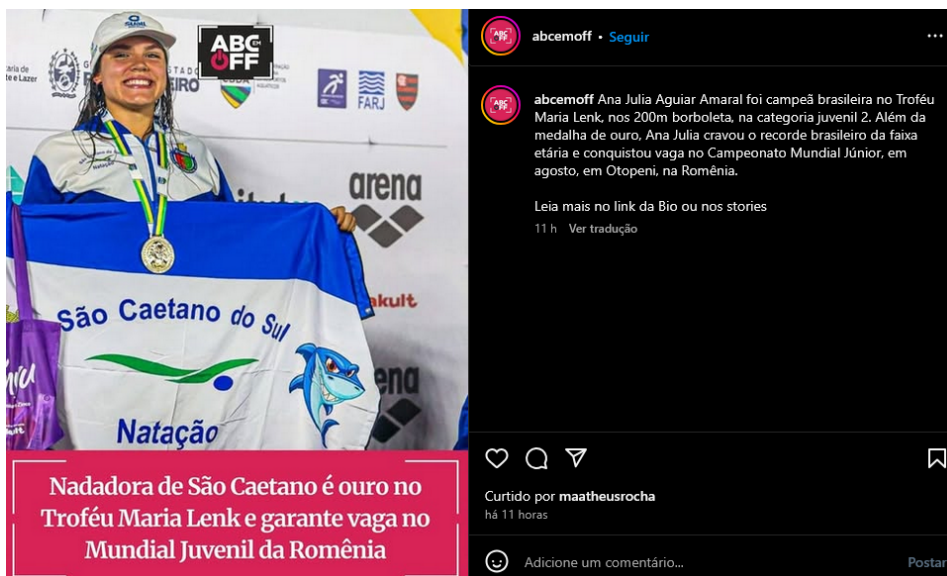 ABC EM
OFF
FARJ
arena
São Caetano do Sul
Natação
Nadadora de São Caetano é ouro no
Troféu Maria Lenk e garante vaga no
Mundial Juvenil da Romênia
abcemoff • Seguir
abcemoff Ana Julia Aguiar Amaral foi campeã brasileira no Troféu
Maria Lenk, nos 200m borboleta, na categoria juvenil 2. Além da
medalha de ouro, Ana Julia cravou o recorde brasileiro da faixa
etária e conquistou vaga no Campeonato Mundial Júnior, em
agosto, em Otopeni, na Romênia.
Leia mais no link da Bio ou nos stories
11 h Ver tradução
Curtido por maatheusrocha
há 11 horas
Adicione um comentário...
Postar